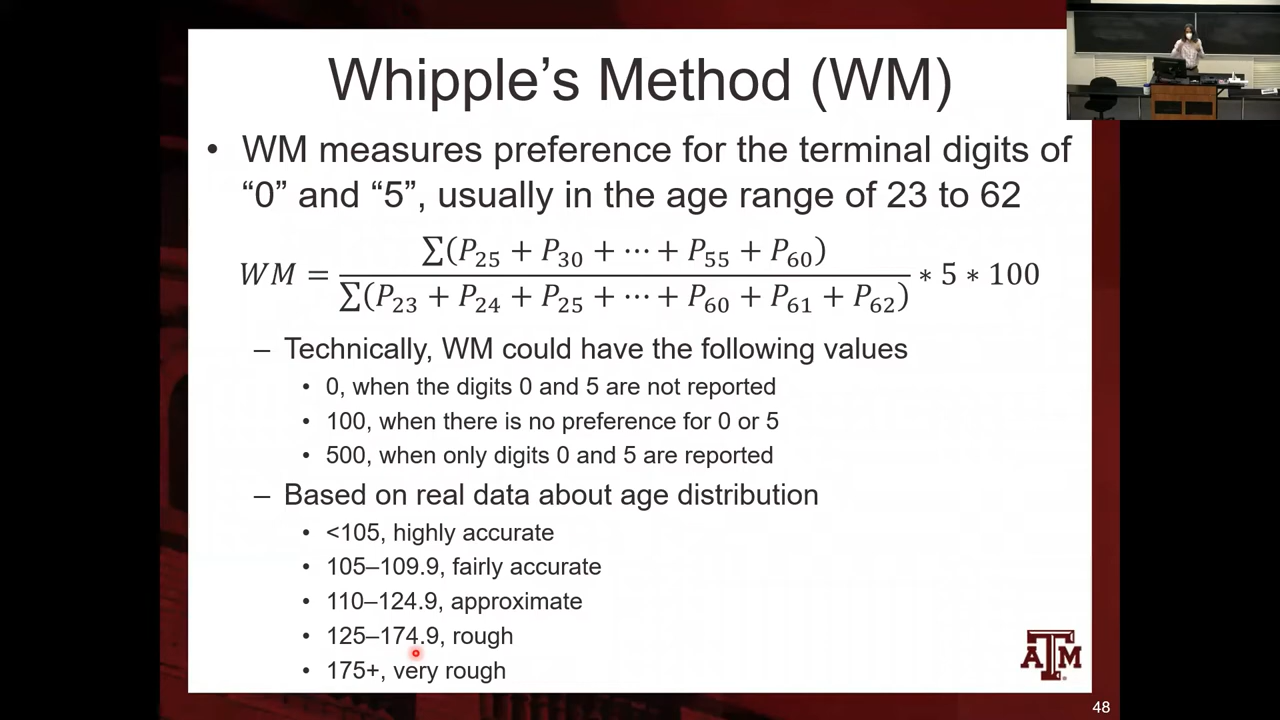 Whipple’s Method (WM)
• WM measures preference for the terminal digits of
“0” and “5”, usually in the age range of 23 to 62
WM = ∑(P₂₅ + P₃₀ + ⋯ + P₅₅ + P₆₀) / ∑(P₂₃ + P₂₄ + P₂₅ + ⋯ + P₆₀ + P₆₁ + P₆₂) ∗ 5 ∗ 100
– Technically, WM could have the following values
• 0, when the digits 0 and 5 are not reported
• 100, when there is no preference for 0 or 5
• 500, when only digits 0 and 5 are reported
– Based on real data about age distribution
• <105, highly accurate
• 105–109.9, fairly accurate
• 110–124.9, approximate
• 125–174.9, rough
• 175+, very rough
ATM
48